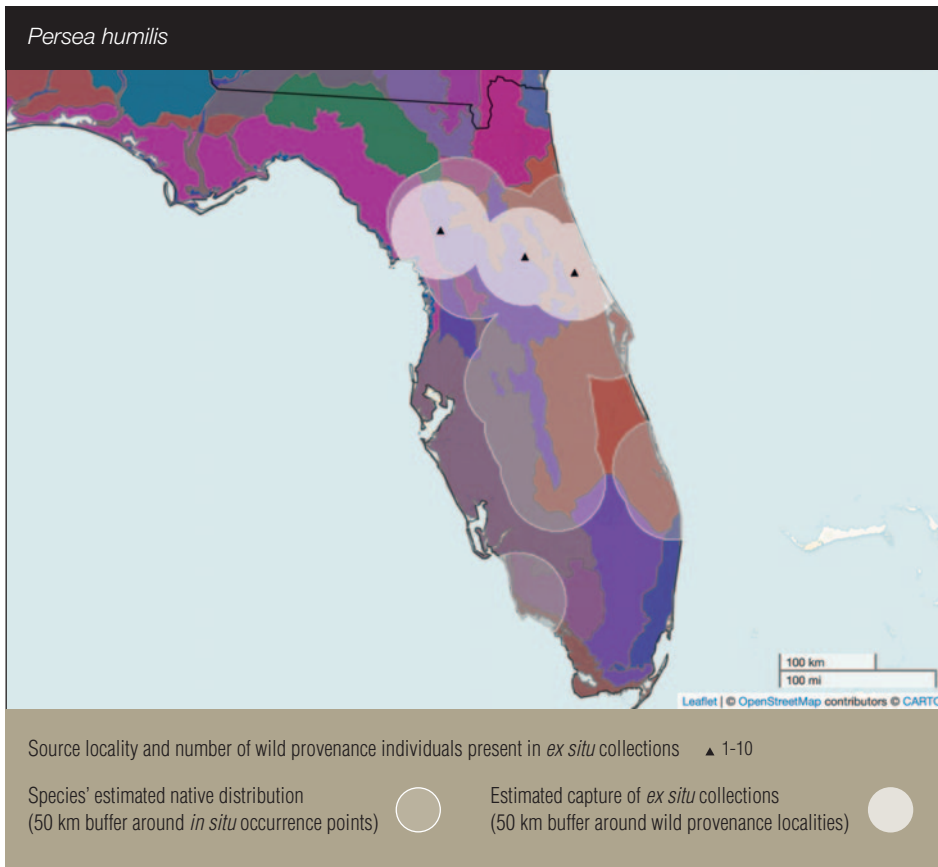 Persea humilis
100 km
100 mi
Leaflet | © OpenStreetMap contributors © CARTO
Source locality and number of wild provenance individuals present in ex situ collections ▲ 1-10
Species’ estimated native distribution
(50 km buffer around in situ occurrence points)
Estimated capture of ex situ collections
(50 km buffer around wild provenance localities)